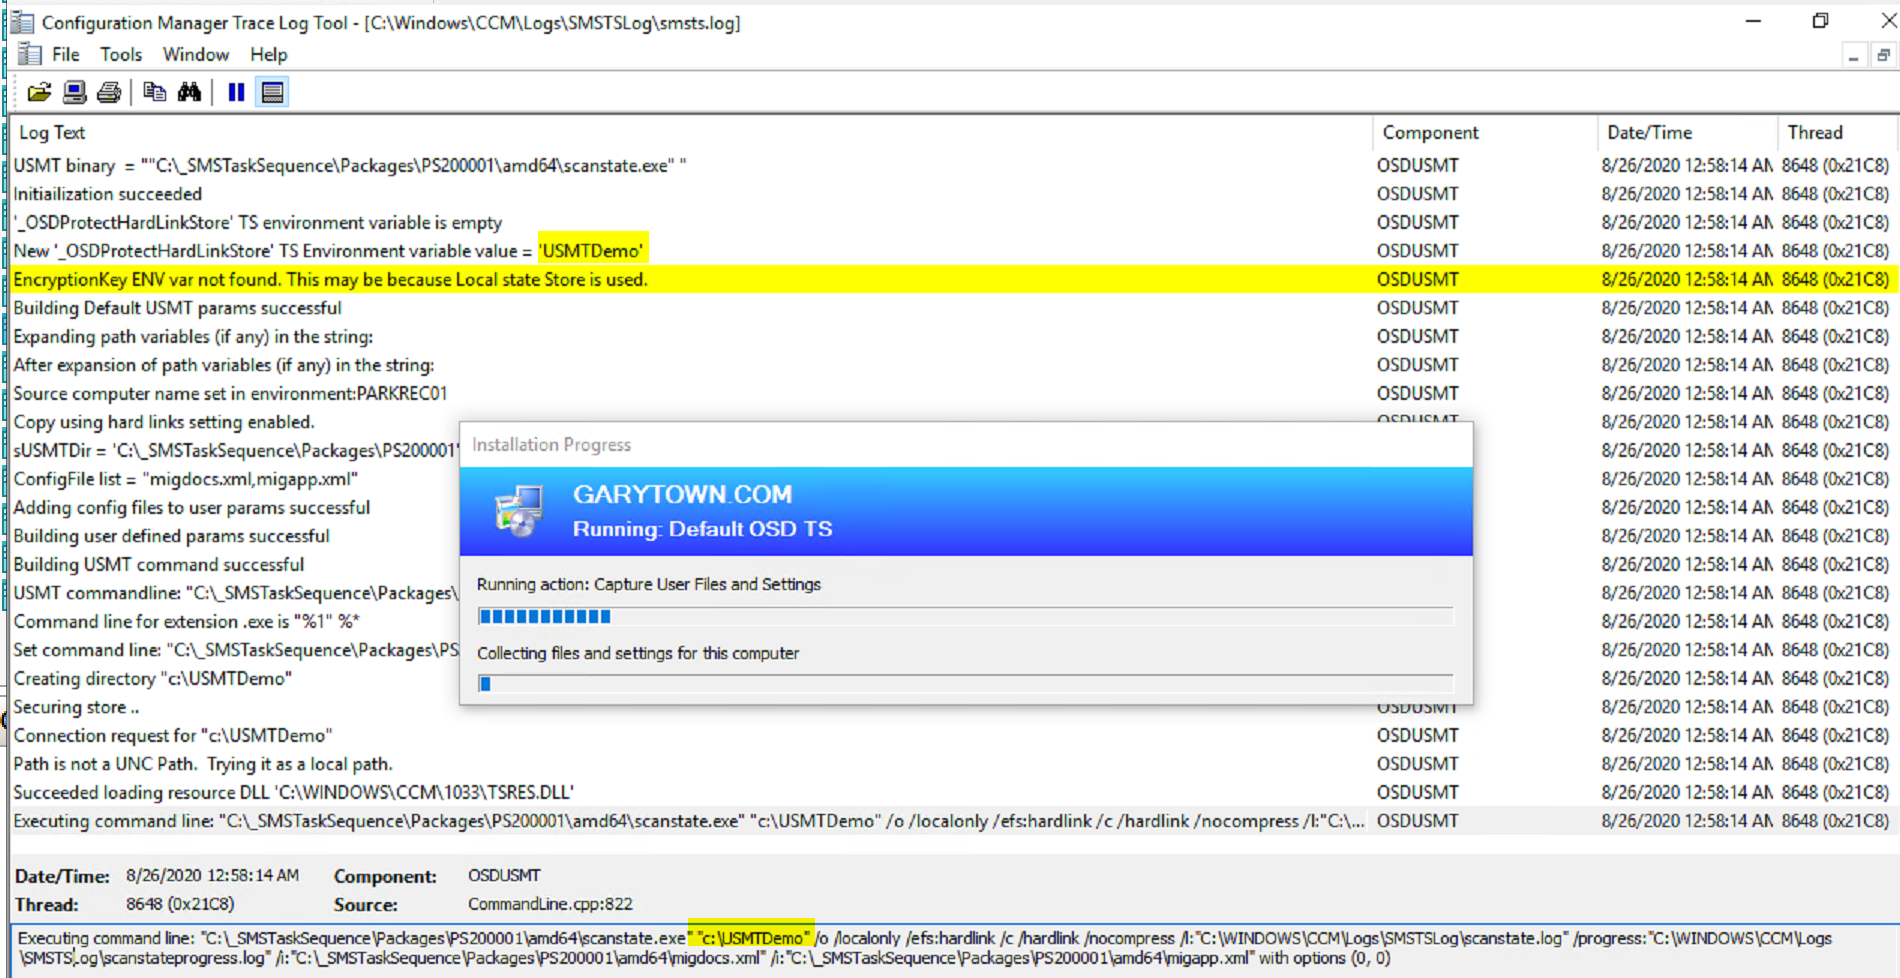 Configuration Manager Trace Log Tool - [C:\Windows\CCM\Logs\SMSTSLog\smsts.log]
File Tools Window Help
Log Text Component Date/Time Thread
USMT binary = ""C:\_SMSTaskSequence\Packages\PS200001\amd64\scanstate.exe" " OSDUSMT 8/26/2020 12:58:14 AM 8648 (0x21C8)
Initiailization succeeded OSDUSMT 8/26/2020 12:58:14 AM 8648 (0x21C8)
'_OSDProtectHardLinkStore' TS environment variable is empty OSDUSMT 8/26/2020 12:58:14 AM 8648 (0x21C8)
New '_OSDProtectHardLinkStore' TS Environment variable value = 'USMTDemo' OSDUSMT 8/26/2020 12:58:14 AM 8648 (0x21C8)
EncryptionKey ENV var not found. This may be because Local state Store is used. OSDUSMT 8/26/2020 12:58:14 AM 8648 (0x21C8)
Building Default USMT params successful OSDUSMT 8/26/2020 12:58:14 AM 8648 (0x21C8)
Expanding path variables (if any) in the string: OSDUSMT 8/26/2020 12:58:14 AM 8648 (0x21C8)
After expansion of path variables (if any) in the string: OSDUSMT 8/26/2020 12:58:14 AM 8648 (0x21C8)
Source computer name set in environment:PARKREC01 OSDUSMT 8/26/2020 12:58:14 AM 8648 (0x21C8)
Copy using hard links setting enabled. OSDUSMT 8/26/2020 12:58:14 AM 8648 (0x21C8)
sUSMTDir = 'C:\_SMSTaskSequence\Packages\PS200001' 8/26/2020 12:58:14 AM 8648 (0x21C8)
ConfigFile list = "migdocs.xml,migapp.xml" 8/26/2020 12:58:14 AM 8648 (0x21C8)
Adding config files to user params successful 8/26/2020 12:58:14 AM 8648 (0x21C8)
Building user defined params successful 8/26/2020 12:58:14 AM 8648 (0x21C8)
Building USMT command successful 8/26/2020 12:58:14 AM 8648 (0x21C8)
USMT commandline: "C:\_SMSTaskSequence\Packages\ 8/26/2020 12:58:14 AM 8648 (0x21C8)
Command line for extension .exe is "%1" %* 8/26/2020 12:58:14 AM 8648 (0x21C8)
Set command line: "C:\_SMSTaskSequence\Packages\PS 8/26/2020 12:58:14 AM 8648 (0x21C8)
Creating directory "c:\USMTDemo" 8/26/2020 12:58:14 AM 8648 (0x21C8)
Securing store .. OSDUSMT 8/26/2020 12:58:14 AM 8648 (0x21C8)
Connection request for "c:\USMTDemo" OSDUSMT 8/26/2020 12:58:14 AM 8648 (0x21C8)
Path is not a UNC Path. Trying it as a local path. OSDUSMT 8/26/2020 12:58:14 AM 8648 (0x21C8)
Succeeded loading resource DLL 'C:\WINDOWS\CCM\1033\TSRES.DLL' OSDUSMT 8/26/2020 12:58:14 AM 8648 (0x21C8)
Executing command line: "C:\_SMSTaskSequence\Packages\PS200001\amd64\scanstate.exe" "c:\USMTDemo" /o /localonly /efs:hardlink /c /hardlink /nocompress /l:"C:\... OSDUSMT 8/26/2020 12:58:14 AM 8648 (0x21C8)
Installation Progress
GARYTOWN.COM
Running: Default OSD TS
Running action: Capture User Files and Settings
Collecting files and settings for this computer
Date/Time: 8/26/2020 12:58:14 AM Component: OSDUSMT
Thread: 8648 (0x21C8) Source: CommandLine.cpp:822
Executing command line: "C:\_SMSTaskSequence\Packages\PS200001\amd64\scanstate.exe" "c:\USMTDemo" /o /localonly /efs:hardlink /c /hardlink /nocompress /l:"C:\WINDOWS\CCM\Logs\SMSTSLog\scanstate.log" /progress:"C:\WINDOWS\CCM\Logs
\SMSTSLog\scanstateprogress.log" /i:"C:\_SMSTaskSequence\Packages\PS200001\amd64\migdocs.xml" /i:"C:\_SMSTaskSequence\Packages\PS200001\amd64\migapp.xml" with options (0, 0)